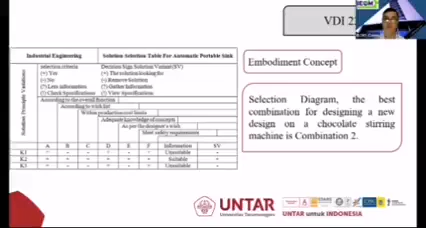 VDI 2
Industrial Engineering
Solution Selection Table For Automatic Portable Sink
Solution Principle Variations
selection criteria
(+) Yes
(-) No
(?) Less information
(!) Check Specifications
Decision Sign Solution Variant (SV)
(+) The solution looking for
(-) Remove Solution
(?) Gather Information
(!) View Specifications
According to the overall function
According to wish list
Within production cost limits
Adequate knowledge of concepts
As per the designer's wish
Meet safety requirements
A B C D E F Information SV
K1 Unsuitable
K2 Suitable
K3 Unsuitable
Embodiment Concept
Selection Diagram, the best
combination for designing a new
design on a chocolate stirring
machine is Combination 2.
UNTAR
Universitas Tarumanagara
UNTAR untuk INDONESIA